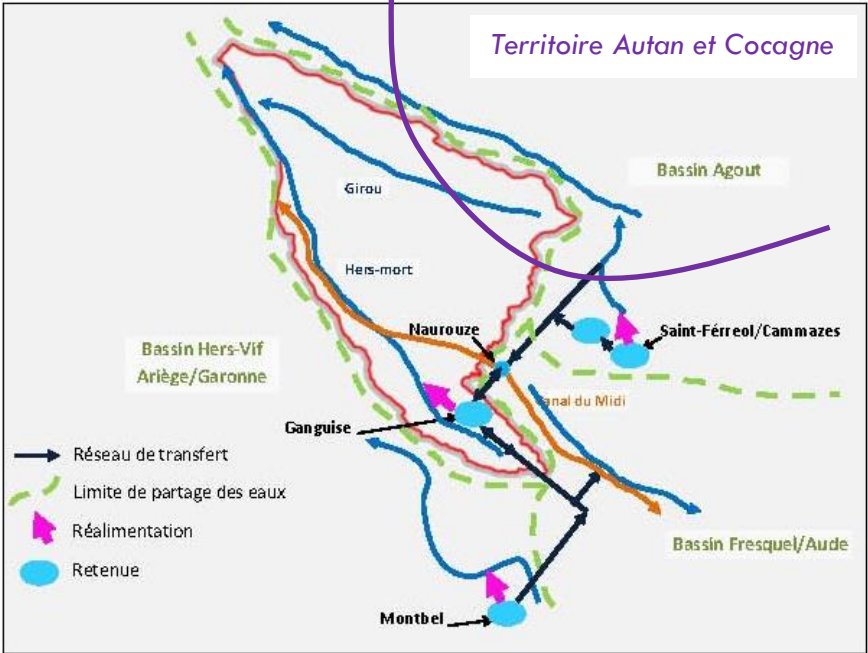 Territoire Autan et Cocagne
Bassin Agout
Girou
Hers-mort
Naurouze
Saint-Férreol/Cammazes
Bassin Hers-Vif
Ariège/Garonne
Canal du Midi
Ganguise
Réseau de transfert
Limite de partage des eaux
Réalimentation
Retenue
Bassin Fresquel/Aude
Montbel